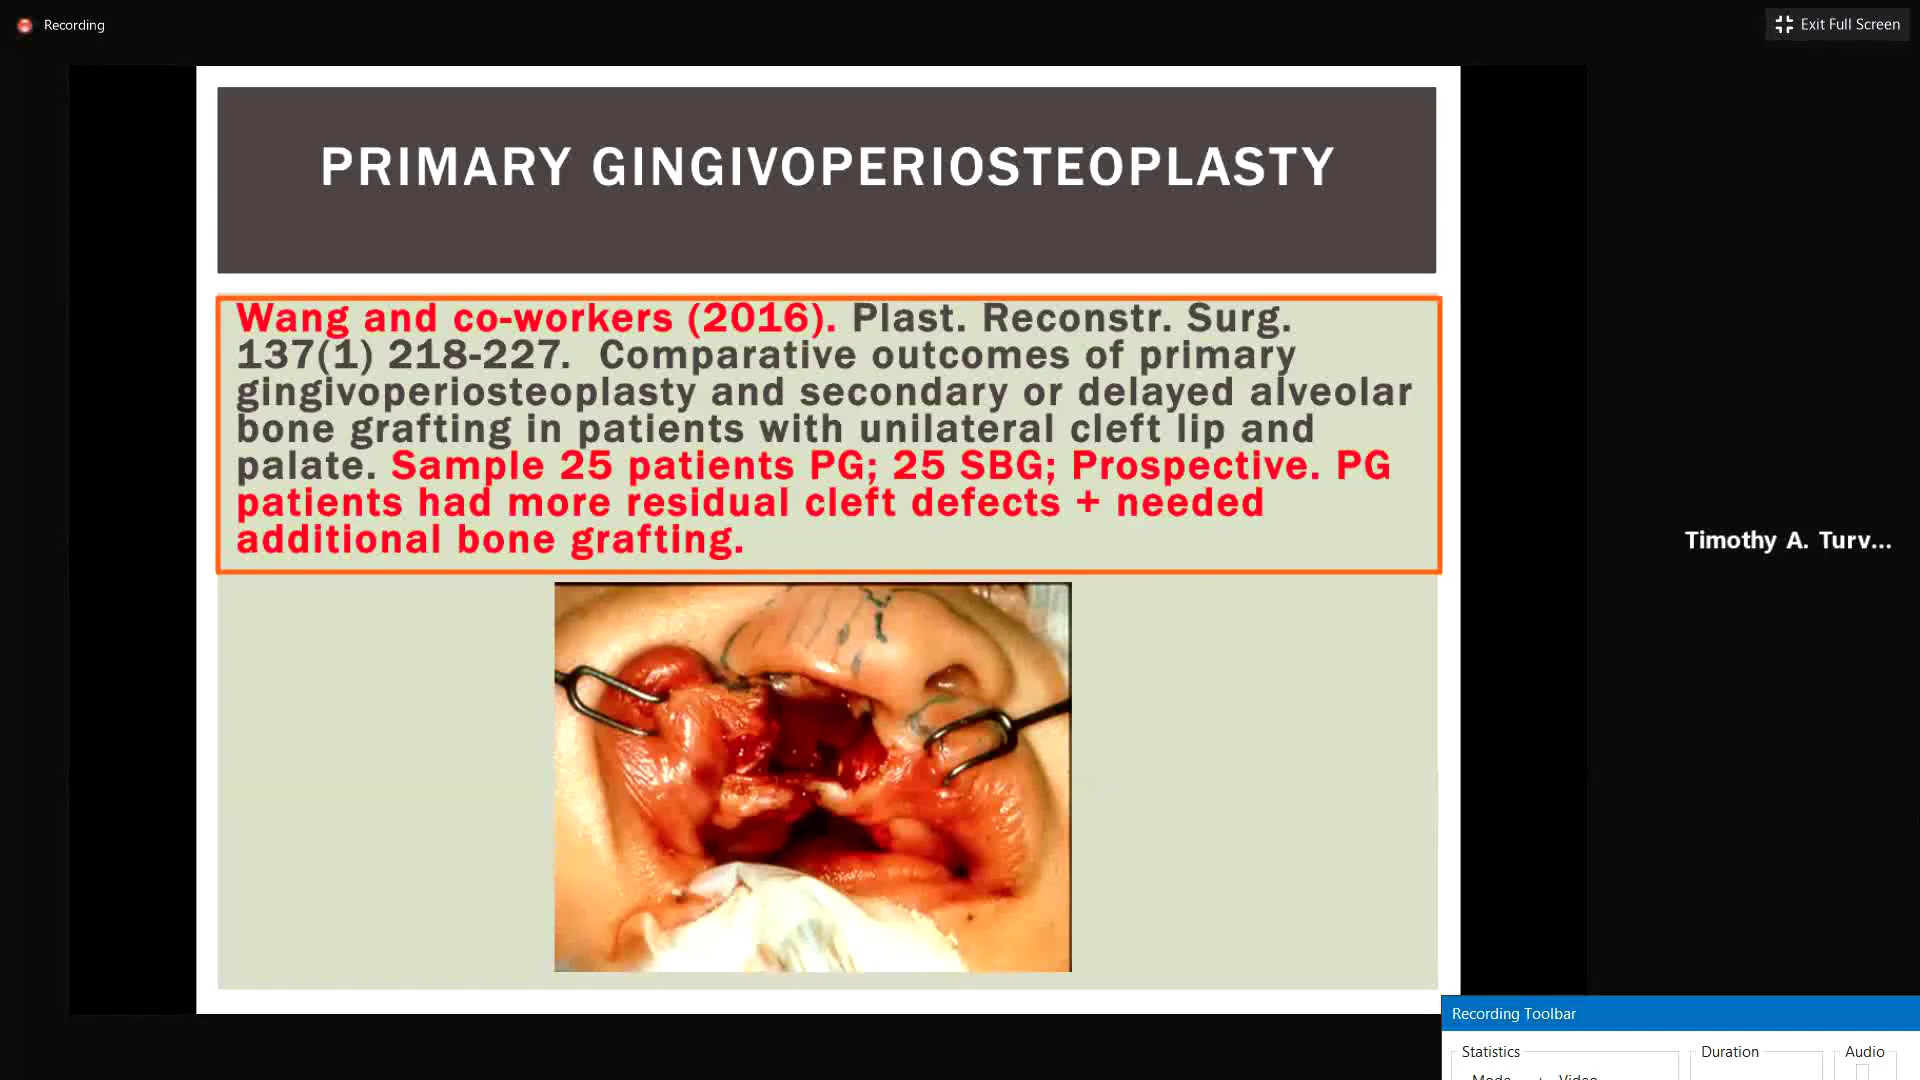 Recording
Exit Full Screen
PRIMARY GINGIVOPERIOSTEOPLASTY
Wang and co-workers (2016). Plast. Reconstr. Surg.
137(1) 218-227. Comparative outcomes of primary
gingivoperiosteoplasty and secondary or delayed alveolar
bone grafting in patients with unilateral cleft lip and
palate. Sample 25 patients PG; 25 SBG; Prospective. PG
patients had more residual cleft defects + needed
additional bone grafting.
Timothy A. Turv...
Recording Toolbar
Statistics Duration Audio
Mode Video